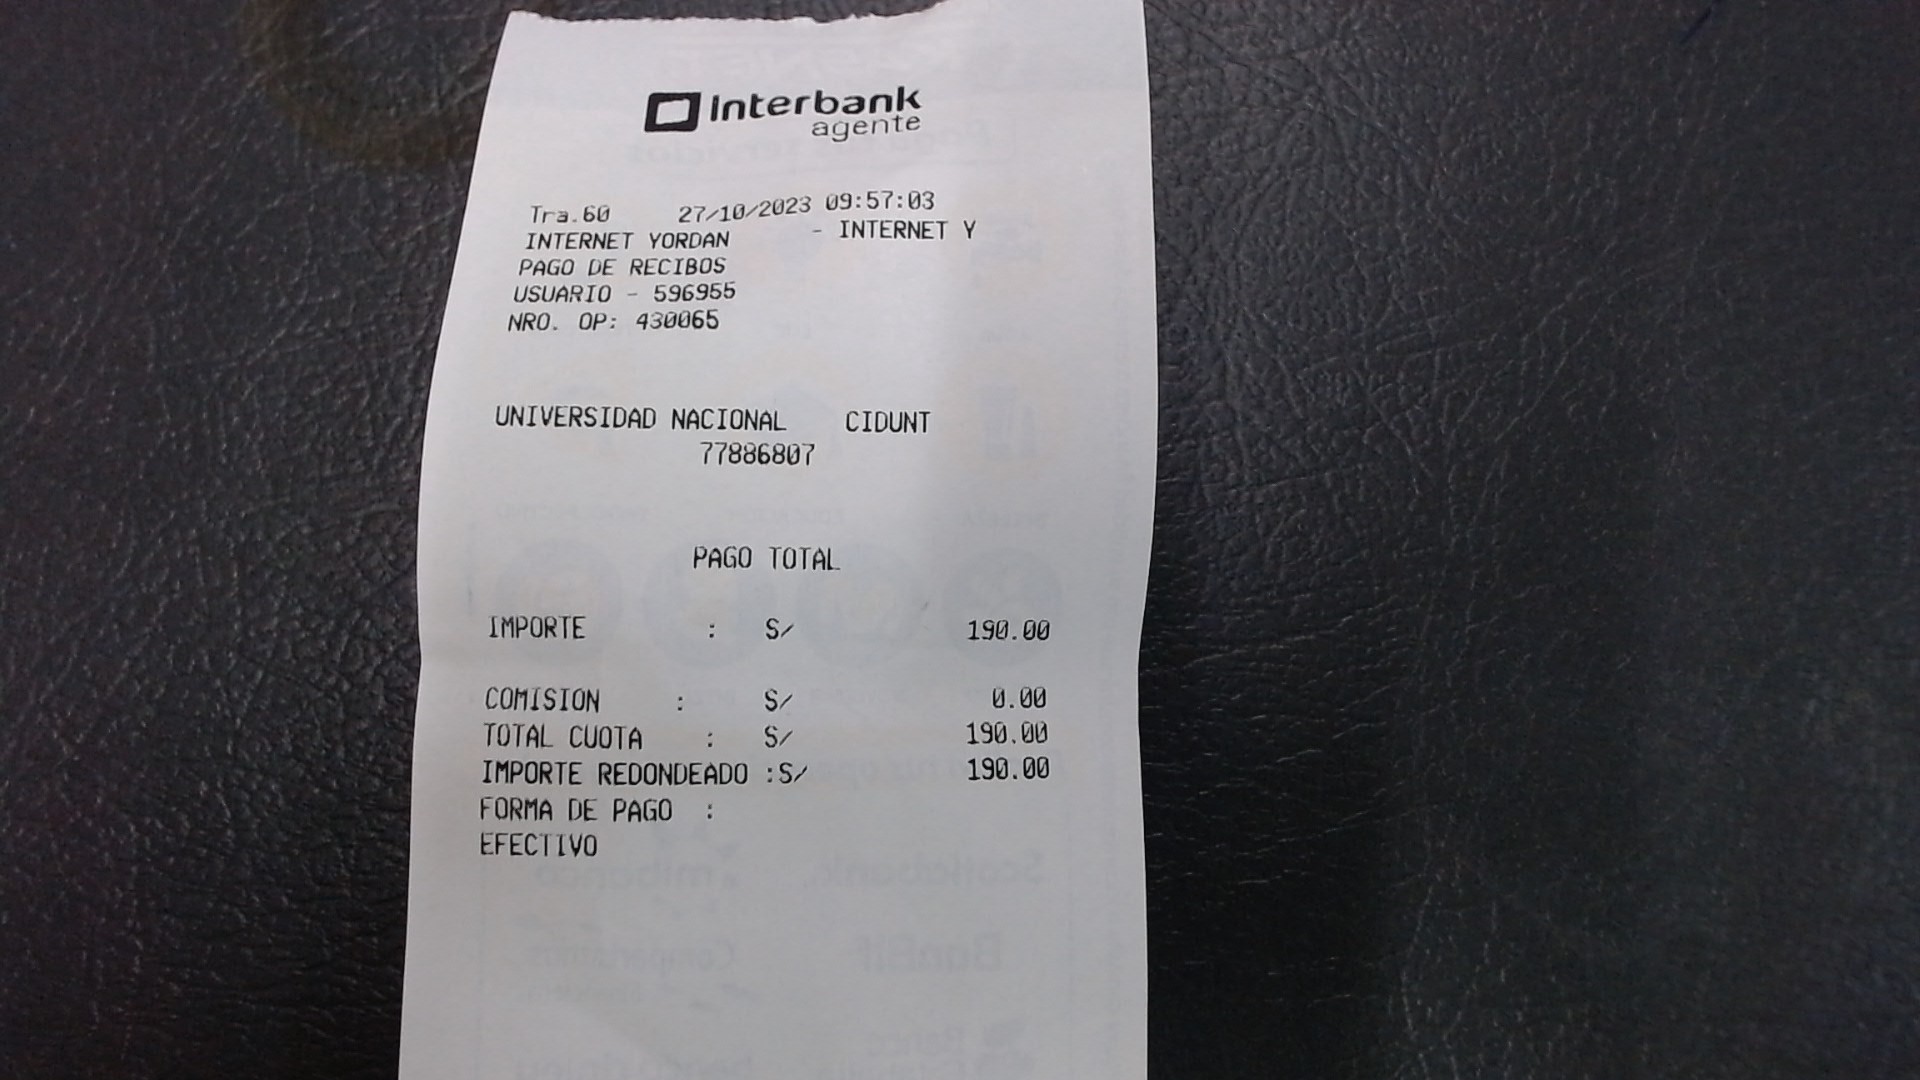 interbank
agente
Tra.60 27/10/2023 09:57:03
INTERNET YORDAN - INTERNET Y
PAGO DE RECIBOS
USUARIO - 596955
NRO. OP: 430065
UNIVERSIDAD NACIONAL CIDUNT
77886807
PAGO TOTAL
IMPORTE : S/ 190.00
COMISION : S/ 0.00
TOTAL CUOTA : S/ 190.00
IMPORTE REDONDEADO :S/ 190.00
FORMA DE PAGO :
EFECTIVO